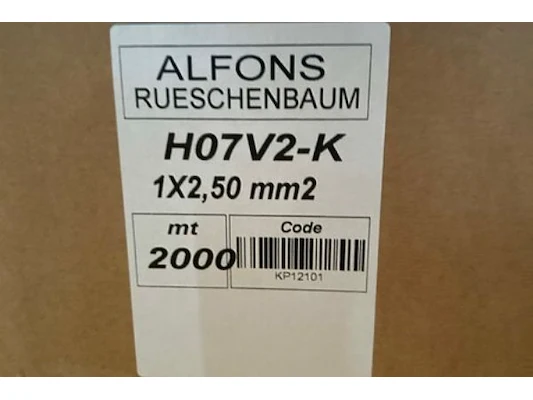 ALFONS
RUESCHENBAUM
H07V2-K
1X2,50 mm2
mt
2000
Code
KP12101